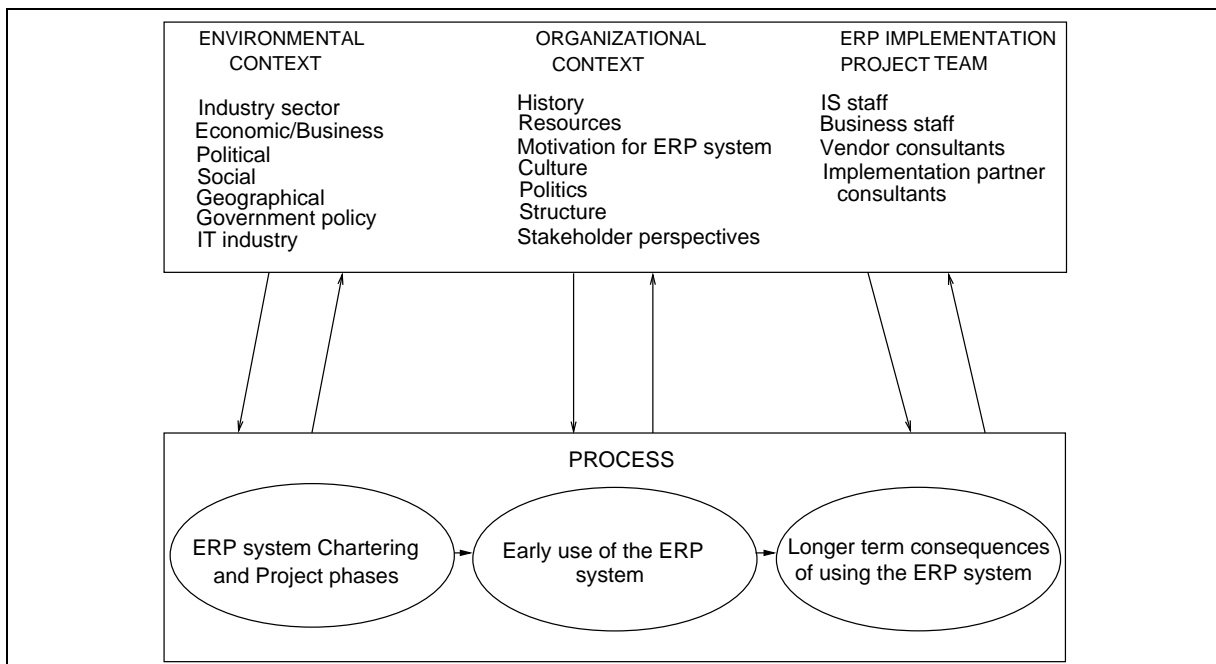 ENVIRONMENTAL
CONTEXT
Industry sector
Economic/Business
Political
Social
Geographical
Government policy
IT industry
ORGANIZATIONAL
CONTEXT
History
Resources
Motivation for ERP system
Culture
Politics
Structure
Stakeholder perspectives
ERP IMPLEMENTATION
PROJECT TEAM
IS staff
Business staff
Vendor consultants
Implementation partner
consultants
PROCESS
ERP system Chartering
and Project phases
Early use of the ERP
system
Longer term consequences
of using the ERP system